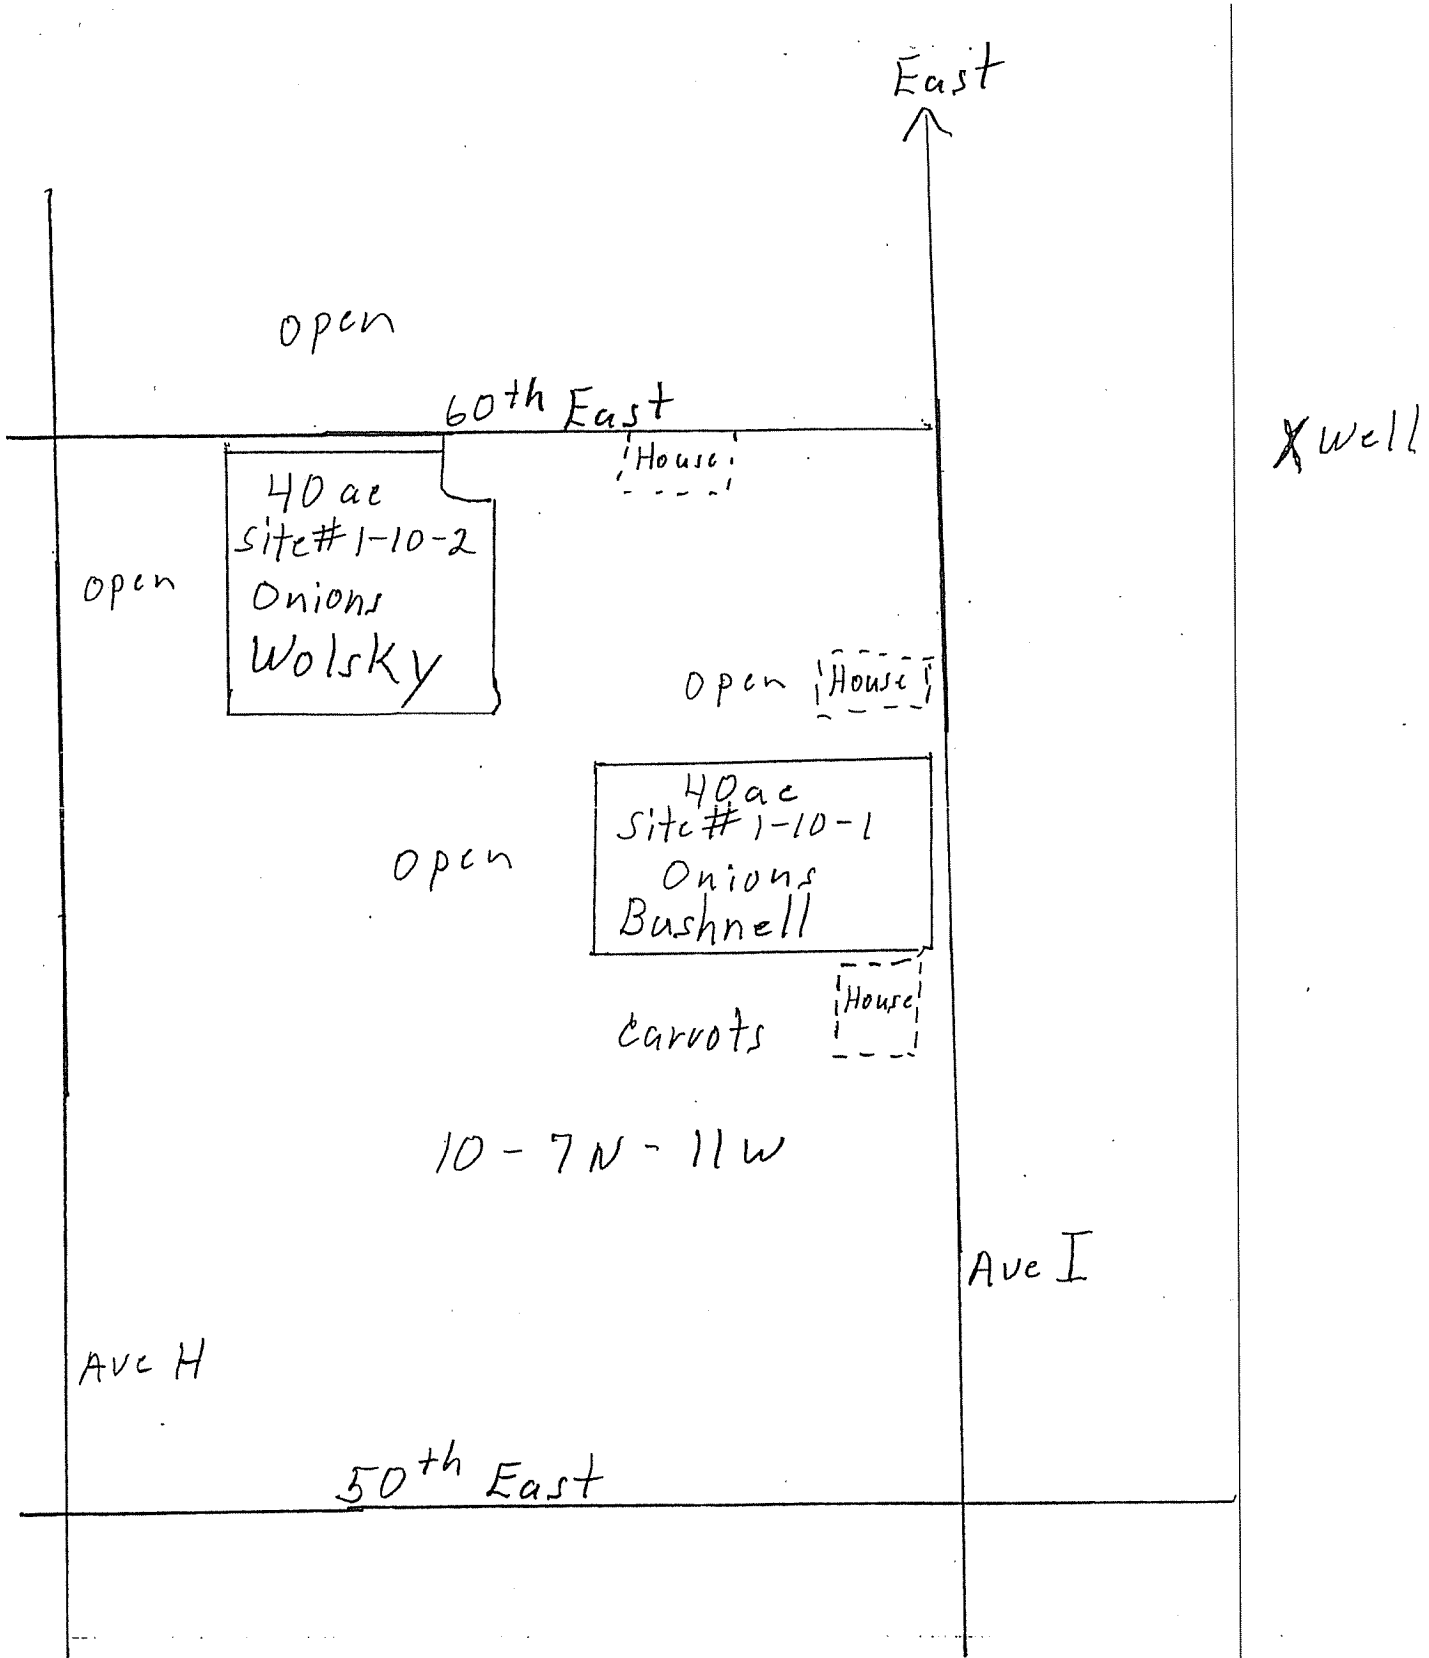 East
open
60th East
House
X Well
40 ac
Site# 1-10-2
Onions
Wolsky
open
open
House
40 ac
Site# 1-10-1
Onions
Bushnell
open
House
Carrots
10 - 7N - 11W
Ave I
Ave H
50th East